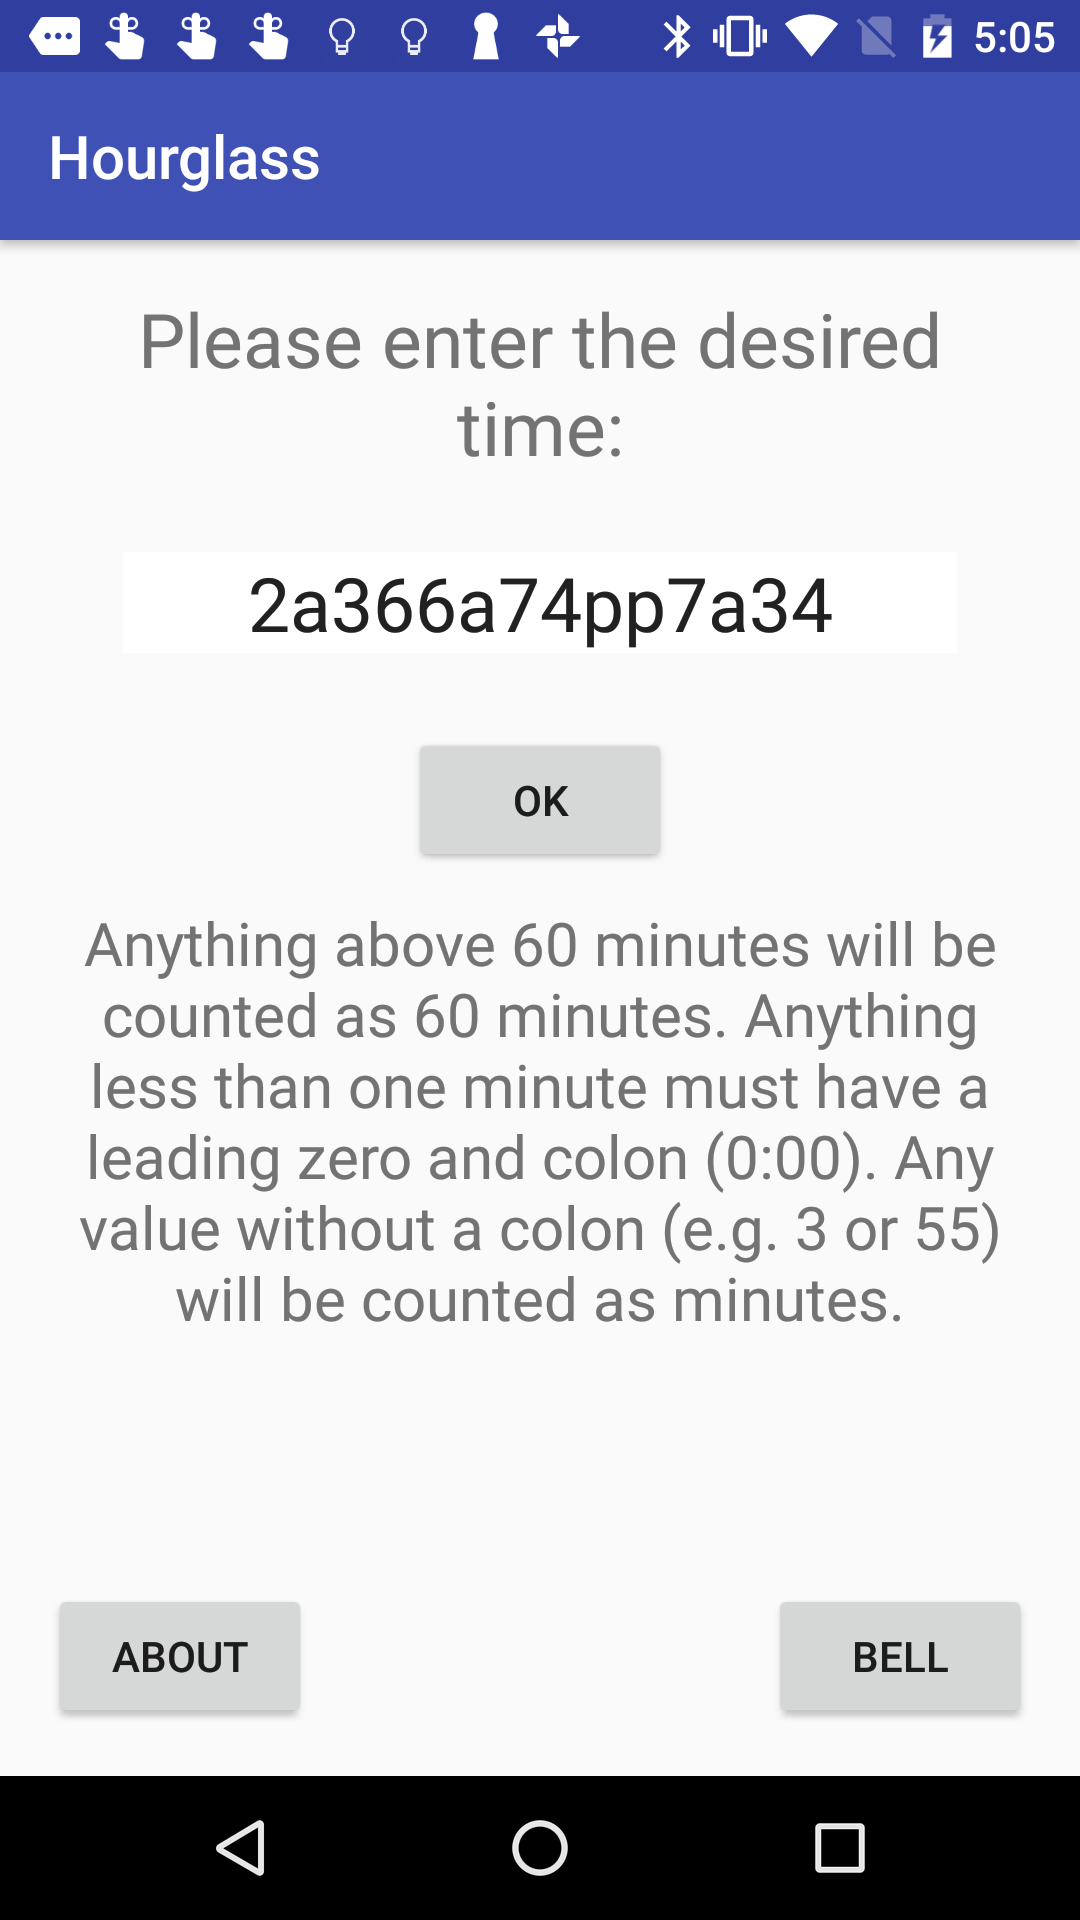 5:05
Hourglass
Please enter the desired
time:
2a366a74pp7a34
OK
Anything above 60 minutes will be
counted as 60 minutes. Anything
less than one minute must have a
leading zero and colon (0:00). Any
value without a colon (e.g. 3 or 55)
will be counted as minutes.
ABOUT
BELL